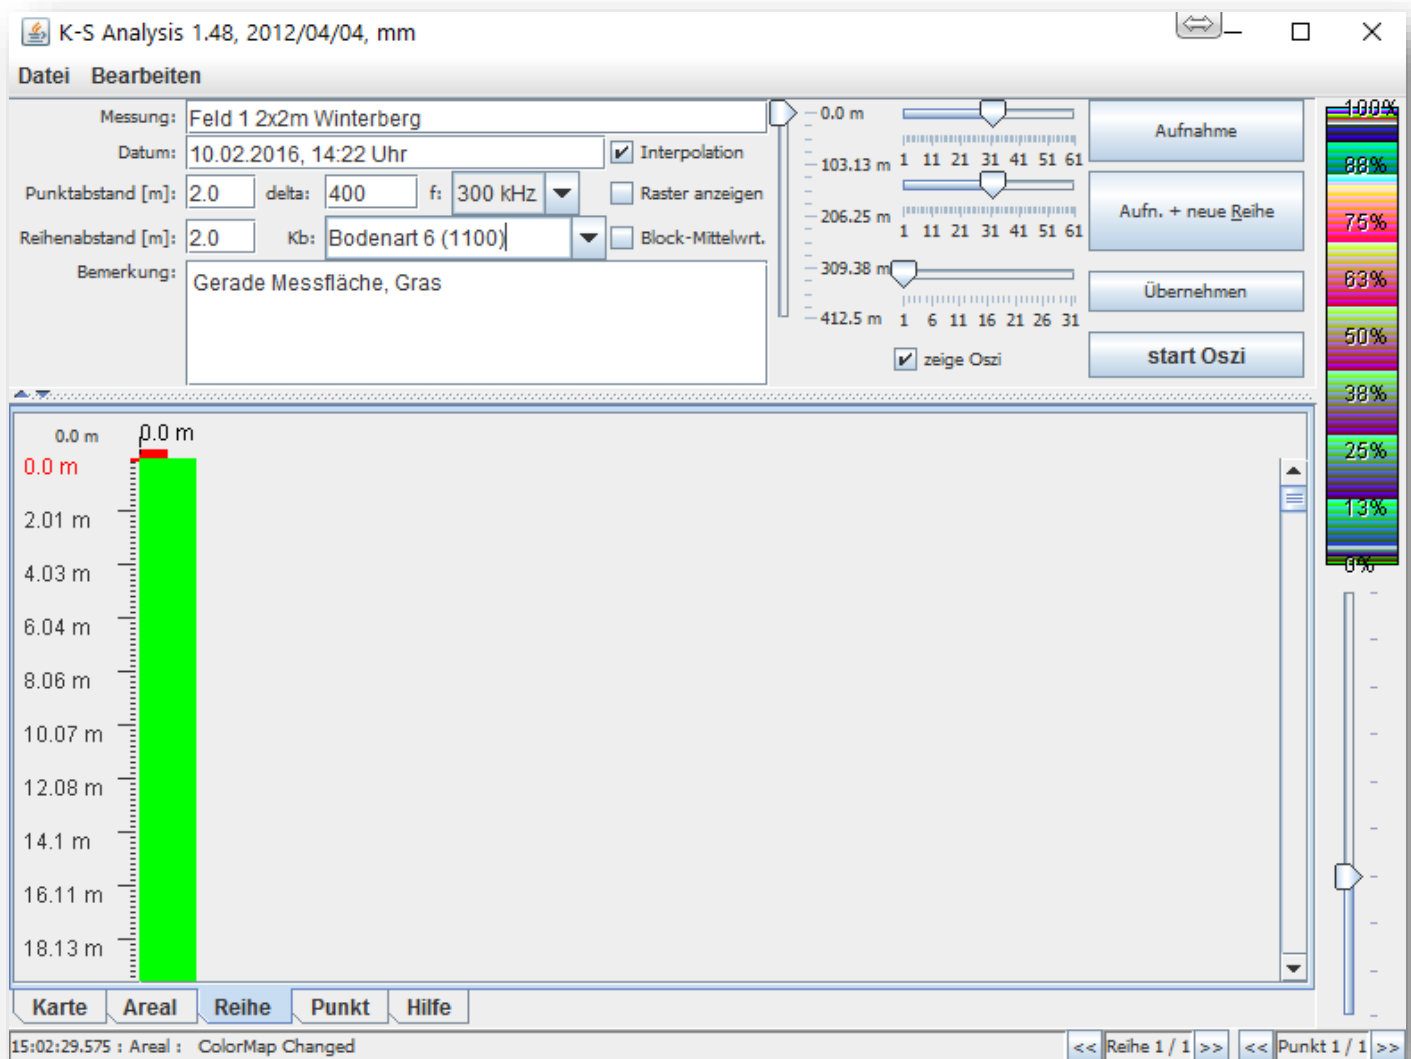 K-S Analysis 1.48, 2012/04/04, mm
Datei Bearbeiten
Messung: Feld 1 2x2m Winterberg
Datum: 10.02.2016, 14:22 Uhr Interpolation
Punktabstand [m]: 2.0 delta: 400 f: 300 kHz Raster anzeigen
Reihenabstand [m]: 2.0 Kb: Bodenart 6 (1100) Block-Mittelwrt.
Bemerkung: Gerade Messfläche, Gras
0.0 m
103.13 m
206.25 m
309.38 m
412.5 m
1 11 21 31 41 51 61
1 11 21 31 41 51 61
1 6 11 16 21 26 31
zeige Oszi
Aufnahme
Aufn. + neue Reihe
Übernehmen
start Oszi
100%
88%
75%
63%
50%
38%
25%
13%
0%
0.0 m 0.0 m
0.0 m
2.01 m
4.03 m
6.04 m
8.06 m
10.07 m
12.08 m
14.1 m
16.11 m
18.13 m
Karte Areal Reihe Punkt Hilfe
15:02:29.575 : Areal : ColorMap Changed << Reihe 1 / 1 >> << Punkt 1 / 1 >>